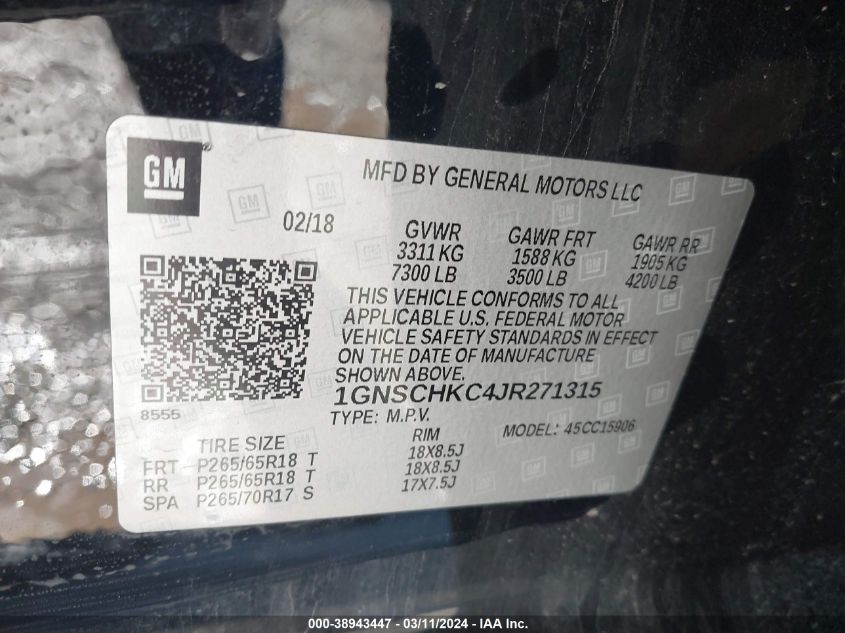 GM
MFD BY GENERAL MOTORS LLC
02/18
GVWR GAWR FRT GAWR RR
3311 KG 1588 KG 1905 KG
7300 LB 3500 LB 4200 LB
THIS VEHICLE CONFORMS TO ALL
APPLICABLE U.S. FEDERAL MOTOR
VEHICLE SAFETY STANDARDS IN EFFECT
ON THE DATE OF MANUFACTURE
SHOWN ABOVE.
1GNSCHKC4JR271315
8555
TYPE: M.P.V.
MODEL: 45CC15906
TIRE SIZE RIM
FRT P265/65R18 T 18X8.5J
RR P265/65R18 T 18X8.5J
SPA P265/70R17 S 17X7.5J
000-38943447 - 03/11/2024 - IAA Inc.